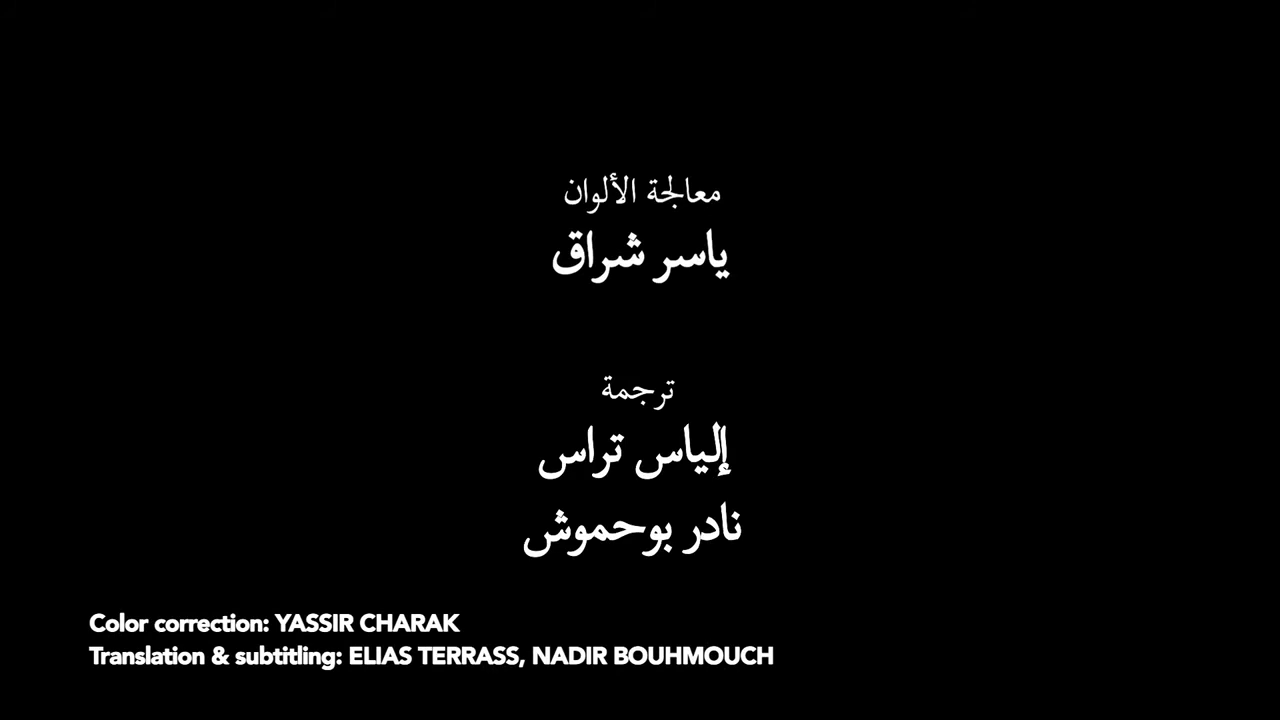 معالجة الألوان
ياسر شراق
ترجمة
إلياس تراس
نادر بوحموش
Color correction: YASSIR CHARAK
Translation & subtitling: ELIAS TERRASS, NADIR BOUHMOUCH